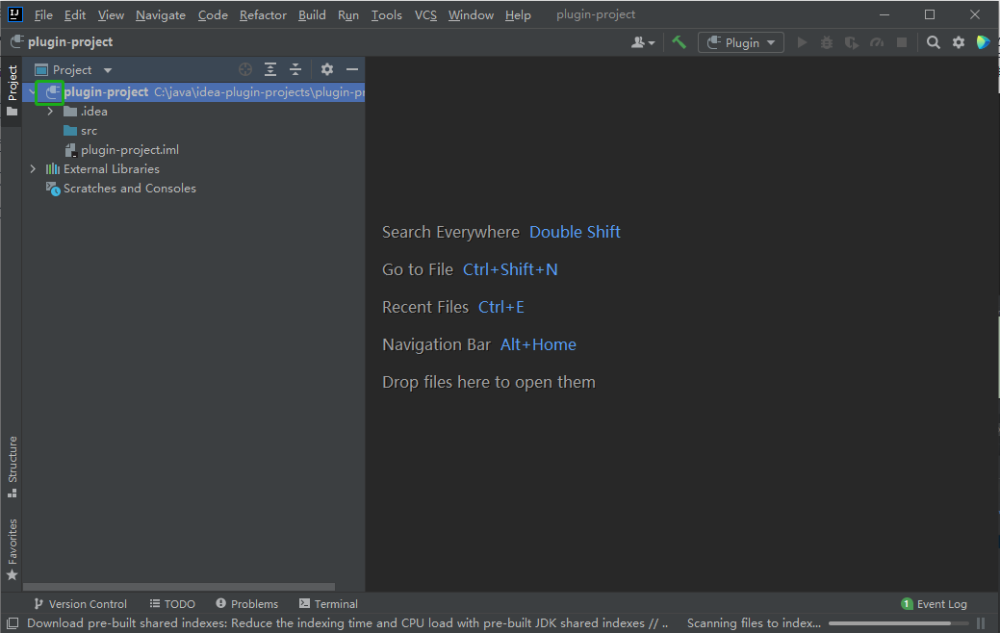 IJ File Edit View Navigate Code Refactor Build Run Tools VCS Window Help plugin-project
plugin-project Plugin
Project
Project
plugin-project C:\java\idea-plugin-projects\plugin-pr
.idea
src
plugin-project.iml
External Libraries
Scratches and Consoles
Search Everywhere Double Shift
Go to File Ctrl+Shift+N
Recent Files Ctrl+E
Navigation Bar Alt+Home
Drop files here to open them
Structure
Favorites
Version Control TODO Problems Terminal 1 Event Log
Download pre-built shared indexes: Reduce the indexing time and CPU load with pre-built JDK shared indexes // .. Scanning files to index...